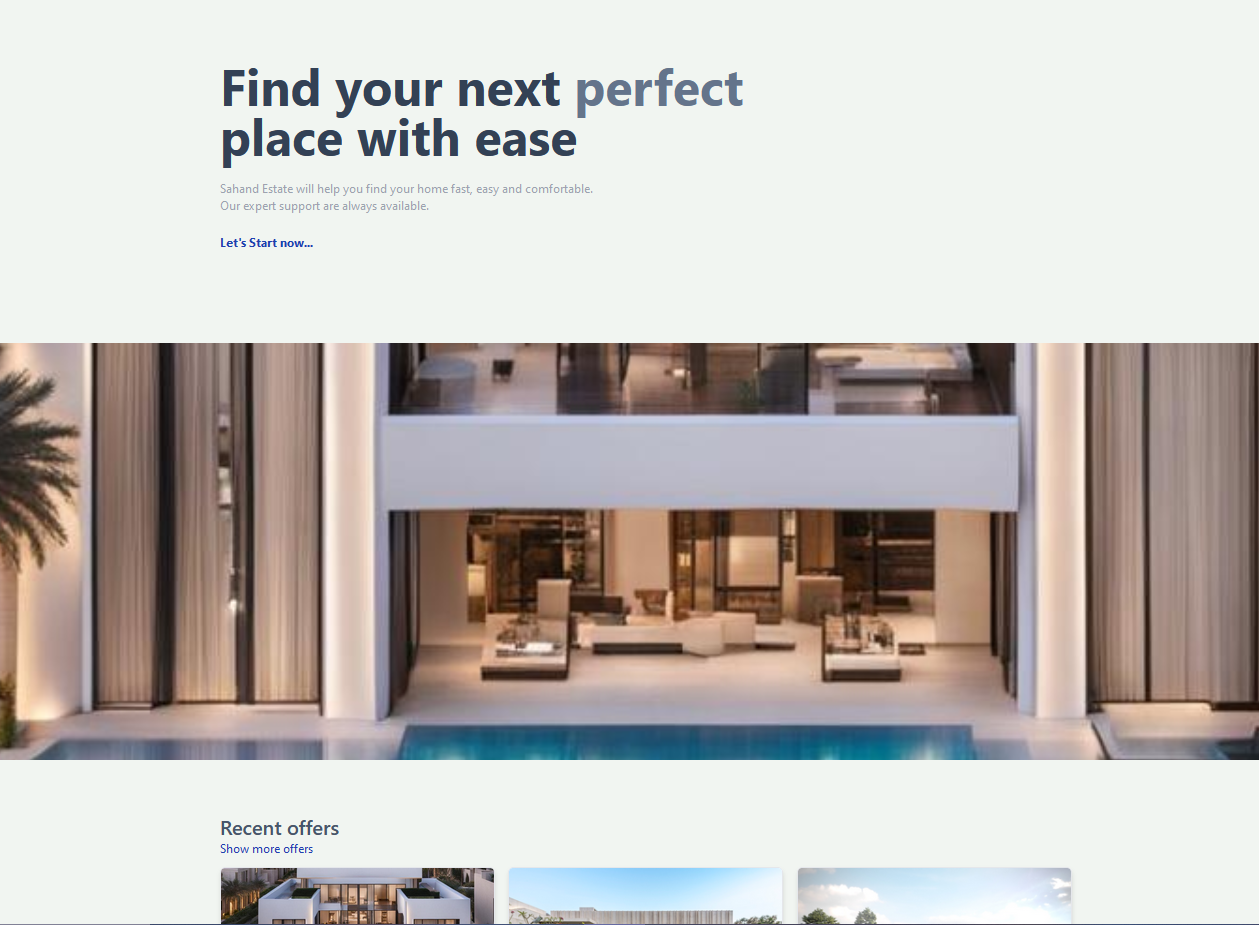 Find your next perfect
place with ease
Sahand Estate will help you find your home fast, easy and comfortable.
Our expert support are always available.
Let's Start now...
Recent offers
Show more offers